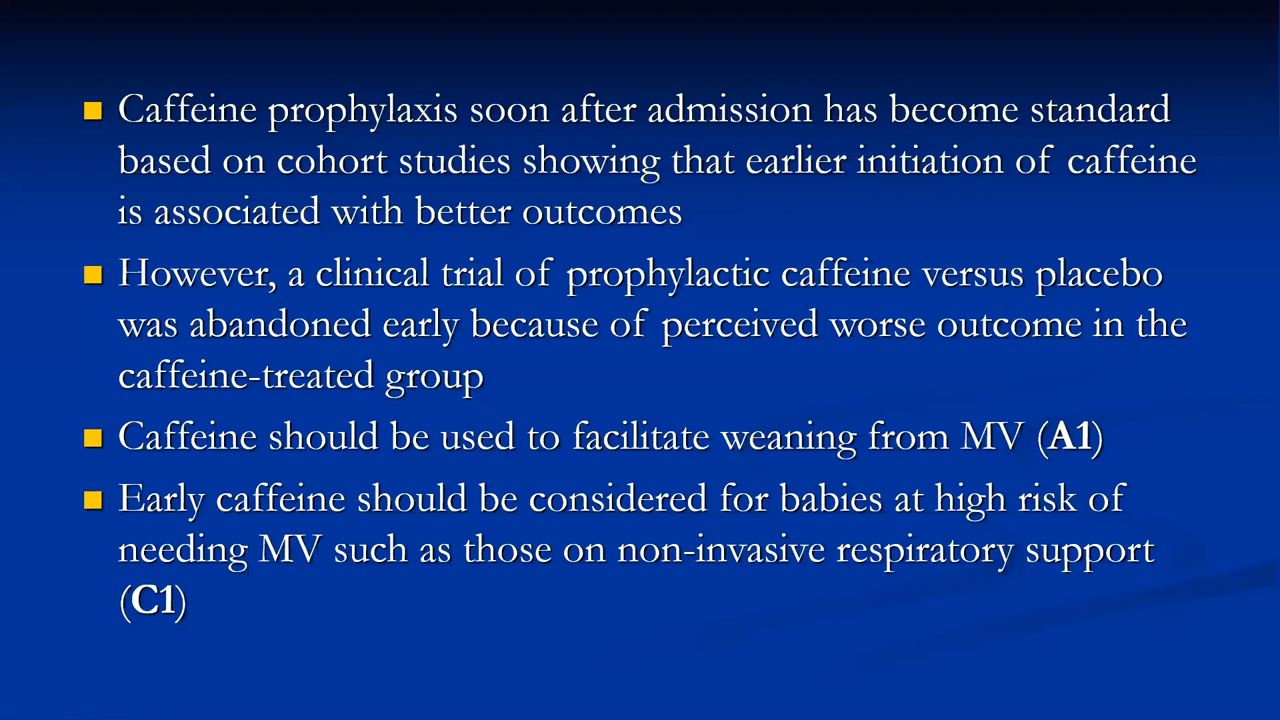 Caffeine prophylaxis soon after admission has become standard
based on cohort studies showing that earlier initiation of caffeine
is associated with better outcomes
However, a clinical trial of prophylactic caffeine versus placebo
was abandoned early because of perceived worse outcome in the
caffeine-treated group
Caffeine should be used to facilitate weaning from MV (A1)
Early caffeine should be considered for babies at high risk of
needing MV such as those on non-invasive respiratory support
(C1)